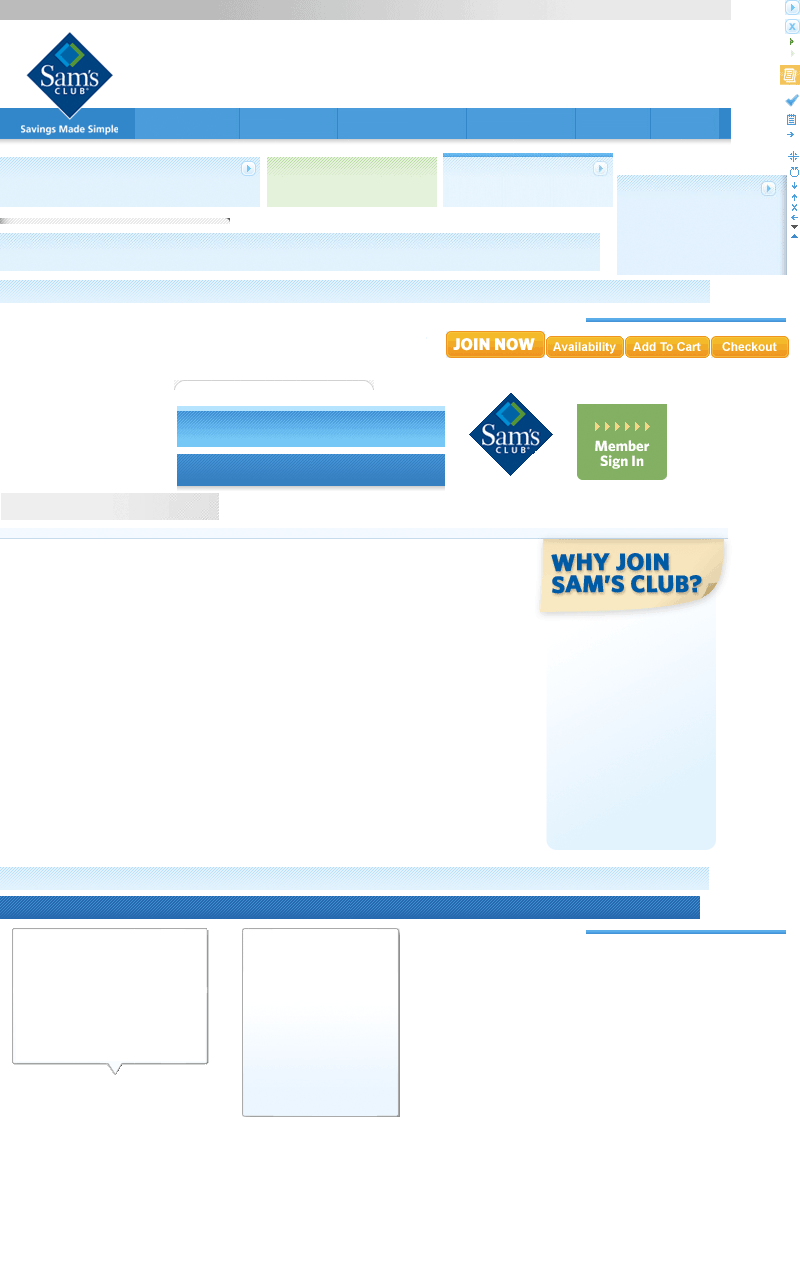 Sam's
CLUB
Savings Made Simple
JOIN NOW
Availability
Add To Cart
Checkout
Sam's
CLUB
Member
Sign In
WHY JOIN
SAM'S CLUB?